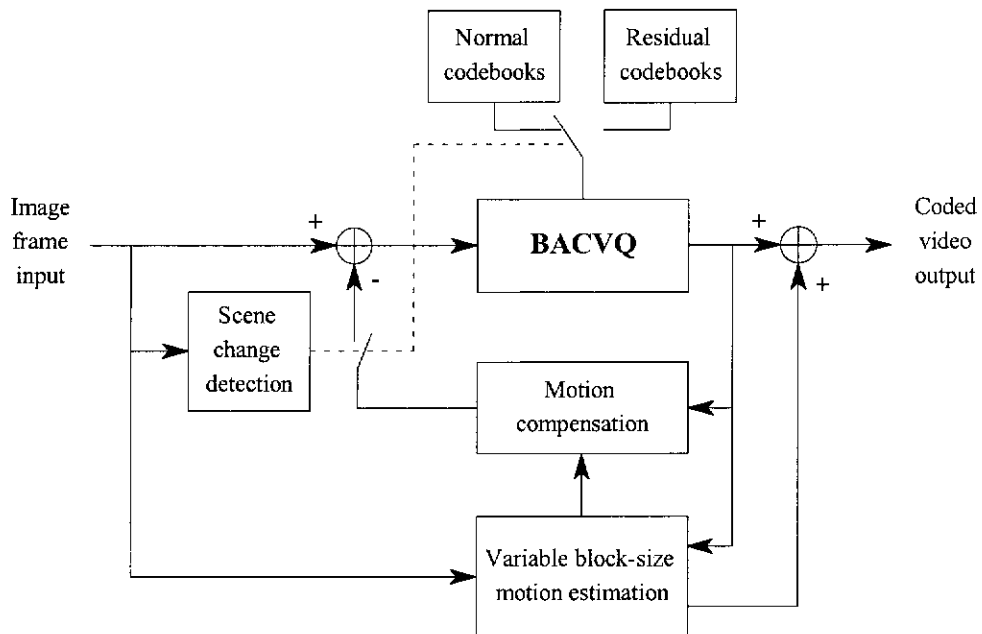 Normal
codebooks
Residual
codebooks
Image
frame
input
+
-
BACVQ
+
+
Coded
video
output
Scene
change
detection
Motion
compensation
Variable block-size
motion estimation